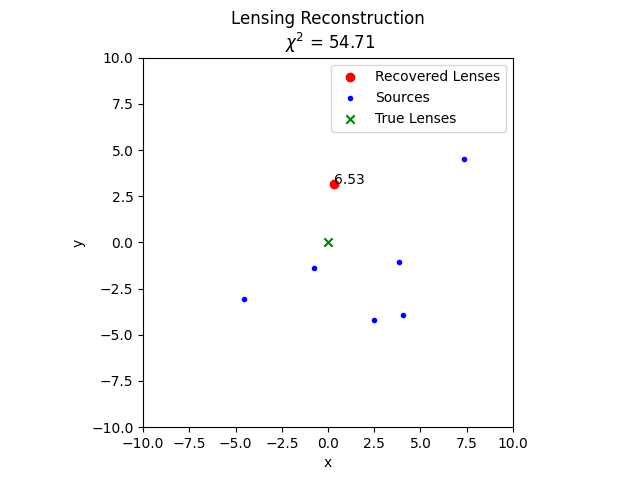 Lensing Reconstruction
χ² = 54.71
Recovered Lenses
Sources
True Lenses
6.53
10.0
7.5
5.0
2.5
0.0
−2.5
−5.0
−7.5
−10.0
y
−10.0 −7.5 −5.0 −2.5 0.0 2.5 5.0 7.5 10.0
x